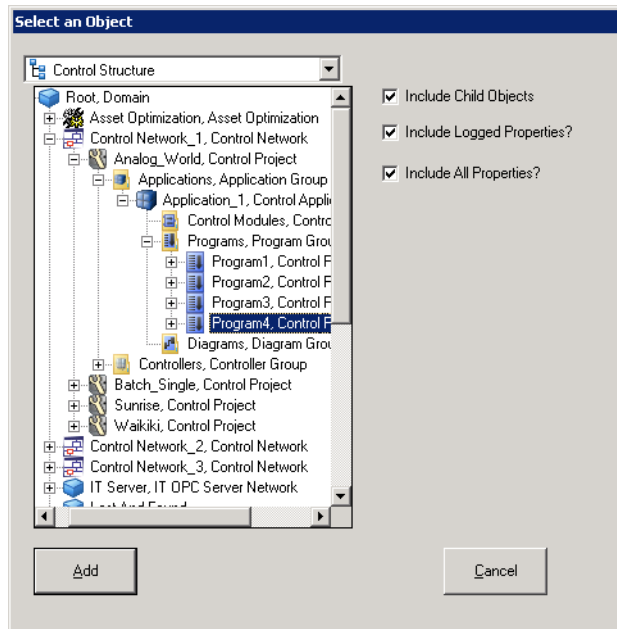 Select an Object
Control Structure
Root, Domain
Asset Optimization, Asset Optimization
Control Network_1, Control Network
Analog_World, Control Project
Applications, Application Group
Application_1, Control Appli
Control Modules, Contro
Programs, Program Grou
Program1, Control F
Program2, Control F
Program3, Control F
Program4, Control F
Diagrams, Diagram Grou
Controllers, Controller Group
Batch_Single, Control Project
Sunrise, Control Project
Waikiki, Control Project
Control Network_2, Control Network
Control Network_3, Control Network
IT Server, IT OPC Server Network
Lost And Found
Include Child Objects
Include Logged Properties?
Include All Properties?
Add
Cancel